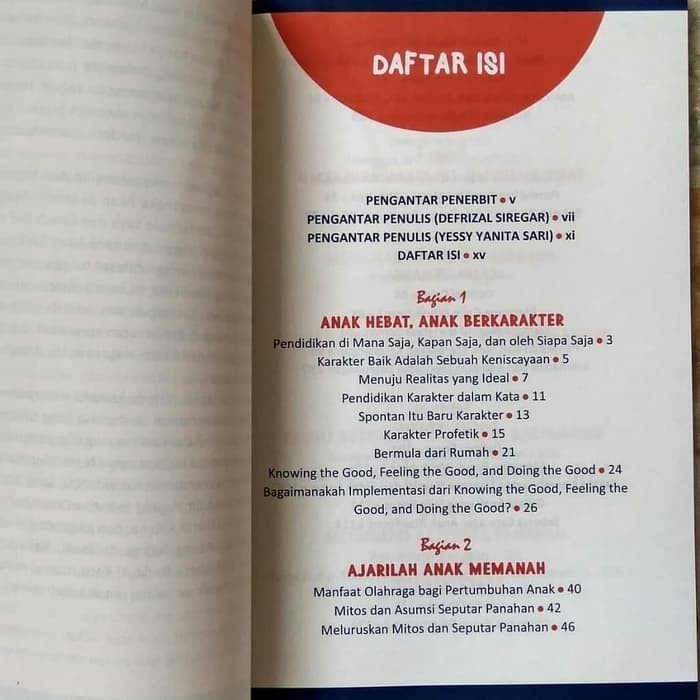 DAFTAR ISI
PENGANTAR PENERBIT • v
PENGANTAR PENULIS (DEFRIZAL SIREGAR) • vii
PENGANTAR PENULIS (YESSY YANITA SARI) • xi
DAFTAR ISI • xv
Bagian 1
ANAK HEBAT, ANAK BERKARAKTER
Pendidikan di Mana Saja, Kapan Saja, dan oleh Siapa Saja • 3
Karakter Baik Adalah Sebuah Keniscayaan • 5
Menuju Realitas yang Ideal • 7
Pendidikan Karakter dalam Kata • 11
Spontan Itu Baru Karakter • 13
Karakter Profetik • 15
Bermula dari Rumah • 21
Knowing the Good, Feeling the Good, and Doing the Good • 24
Bagaimanakah Implementasi dari Knowing the Good, Feeling the
Good, and Doing the Good? • 26
Bagian 2
AJARILAH ANAK MEMANAH
Manfaat Olahraga bagi Pertumbuhan Anak • 40
Mitos dan Asumsi Seputar Panahan • 42
Meluruskan Mitos dan Seputar Panahan • 46